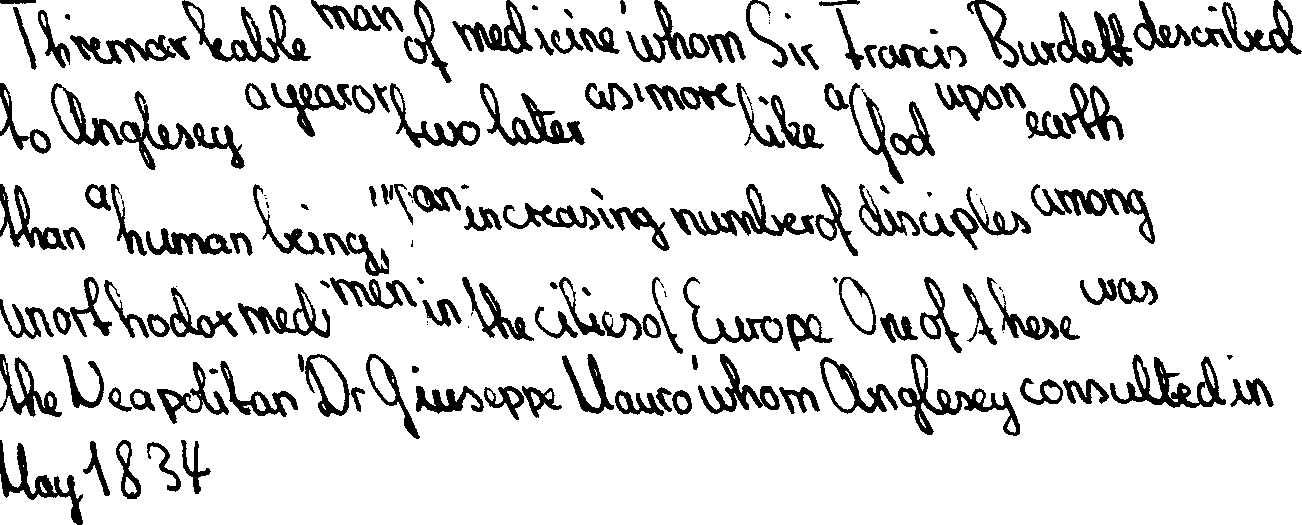 Thi remarkable man of medicine whom Sir Francis Burdett described
to Anglesey a year or two later as 'more like a God upon earth
than a human being," an increasing number of disciples among
unorthodox medi men in the cities of Europe One of these was
the Neapolitan Dr Giuseppe Mauro whom Anglesey consulted in
May 1834